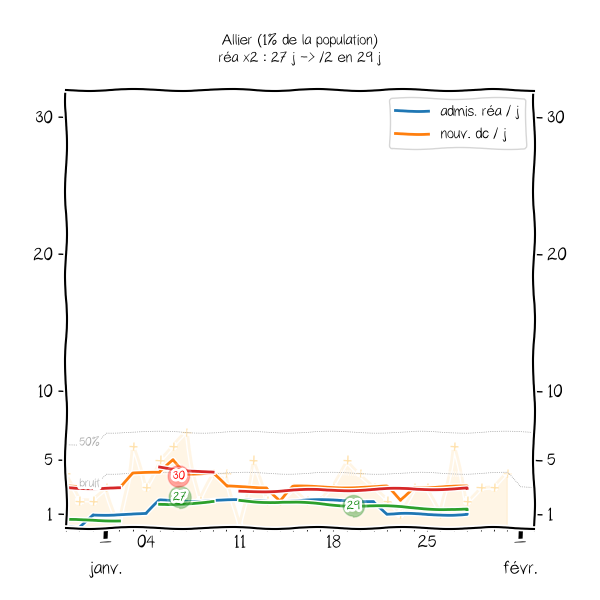 Allier (1% de la population)
réa x2 : 27 j -> /2 en 29 j
admis. réa / j
nouv. dc / j
30 30
20 20
10 10
5 5
1 1
50%
bruit
30
27
29
04 11 18 25
janv. févr.